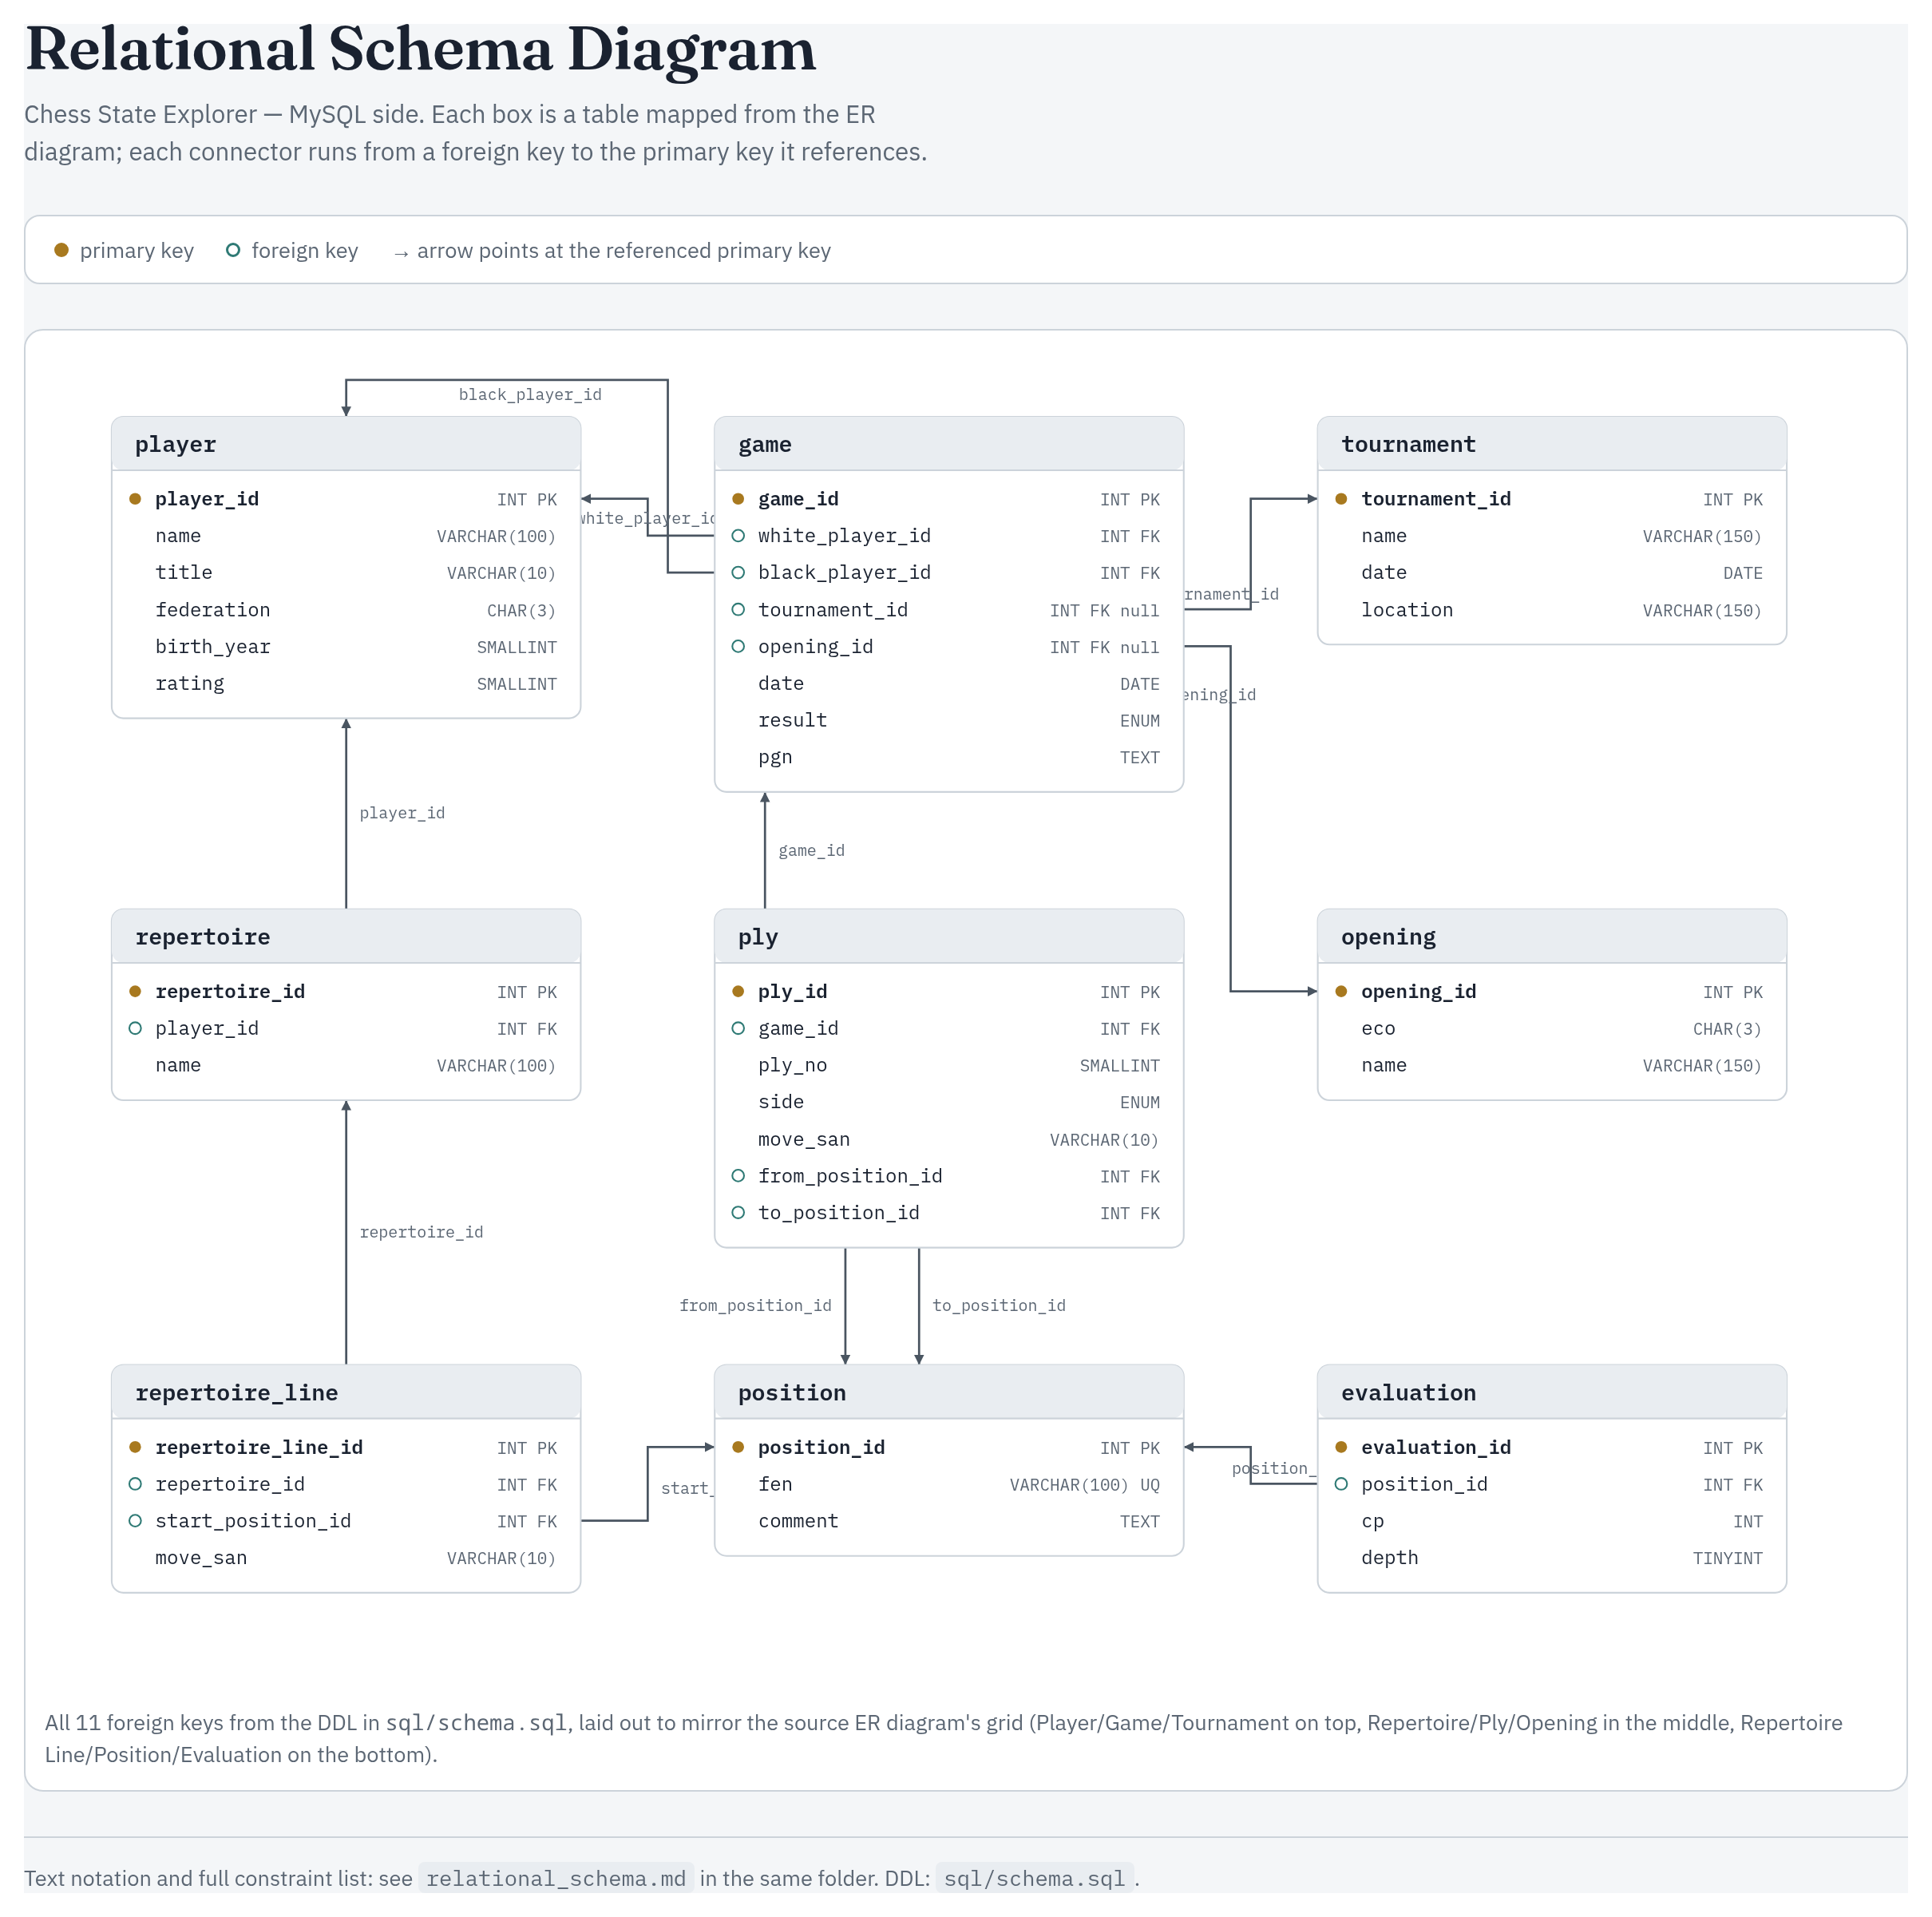 Relational Schema Diagram
Chess State Explorer — MySQL side. Each box is a table mapped from the ER
diagram; each connector runs from a foreign key to the primary key it references.
primary key
foreign key
→ arrow points at the referenced primary key
black_player_id
player
player_id INT PK
name VARCHAR(100)
title VARCHAR(10)
federation CHAR(3)
birth_year SMALLINT
rating SMALLINT
white_player_id
game
game_id INT PK
white_player_id INT FK
black_player_id INT FK
tournament_id INT FK null
opening_id INT FK null
date DATE
result ENUM
pgn TEXT
rnament_id
ening_id
tournament
tournament_id INT PK
name VARCHAR(150)
date DATE
location VARCHAR(150)
player_id
game_id
repertoire
repertoire_id INT PK
player_id INT FK
name VARCHAR(100)
ply
ply_id INT PK
game_id INT FK
ply_no SMALLINT
side ENUM
move_san VARCHAR(10)
from_position_id INT FK
to_position_id INT FK
opening
opening_id INT PK
eco CHAR(3)
name VARCHAR(150)
repertoire_id
from_position_id
to_position_id
repertoire_line
repertoire_line_id INT PK
repertoire_id INT FK
start_position_id INT FK
move_san VARCHAR(10)
start_
position
position_id INT PK
fen VARCHAR(100) UQ
comment TEXT
position_
evaluation
evaluation_id INT PK
position_id INT FK
cp INT
depth TINYINT
All 11 foreign keys from the DDL in sql/schema.sql, laid out to mirror the source ER diagram's grid (Player/Game/Tournament on top, Repertoire/Ply/Opening in the middle, Repertoire
Line/Position/Evaluation on the bottom).
Text notation and full constraint list: see relational_schema.md in the same folder. DDL: sql/schema.sql.